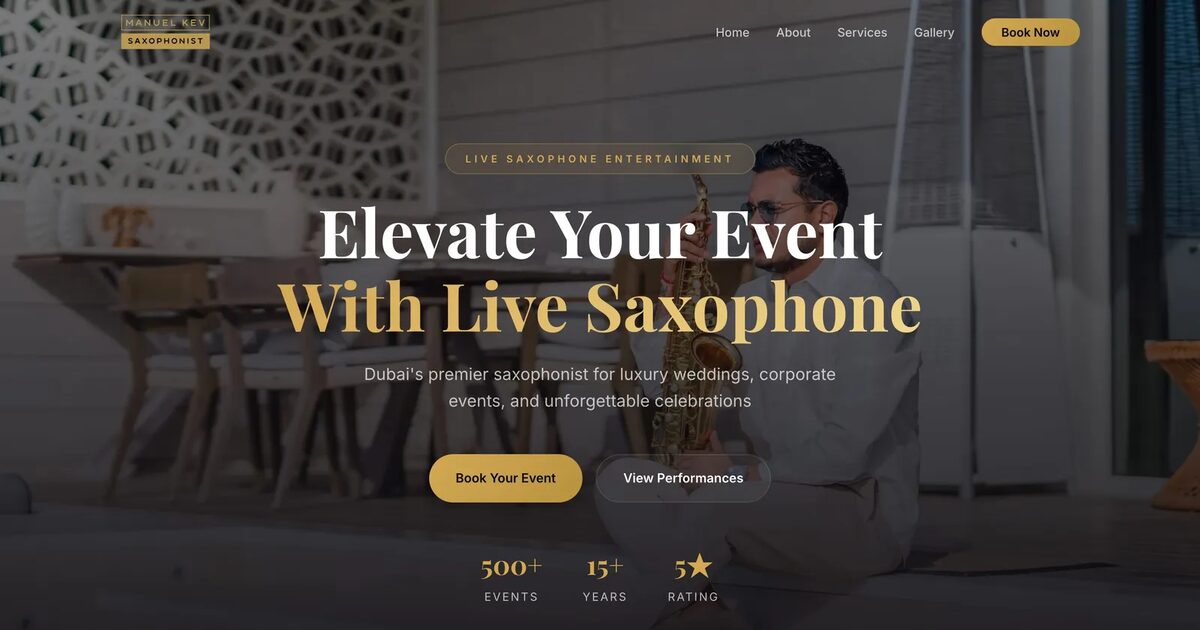 MANUEL KEV
SAXOPHONIST
Home
About
Services
Gallery
Book Now
LIVE SAXOPHONE ENTERTAINMENT
Elevate Your Event
With Live Saxophone
Dubai's premier saxophonist for luxury weddings, corporate
events, and unforgettable celebrations
Book Your Event
View Performances
500+
EVENTS
15+
YEARS
5★
RATING